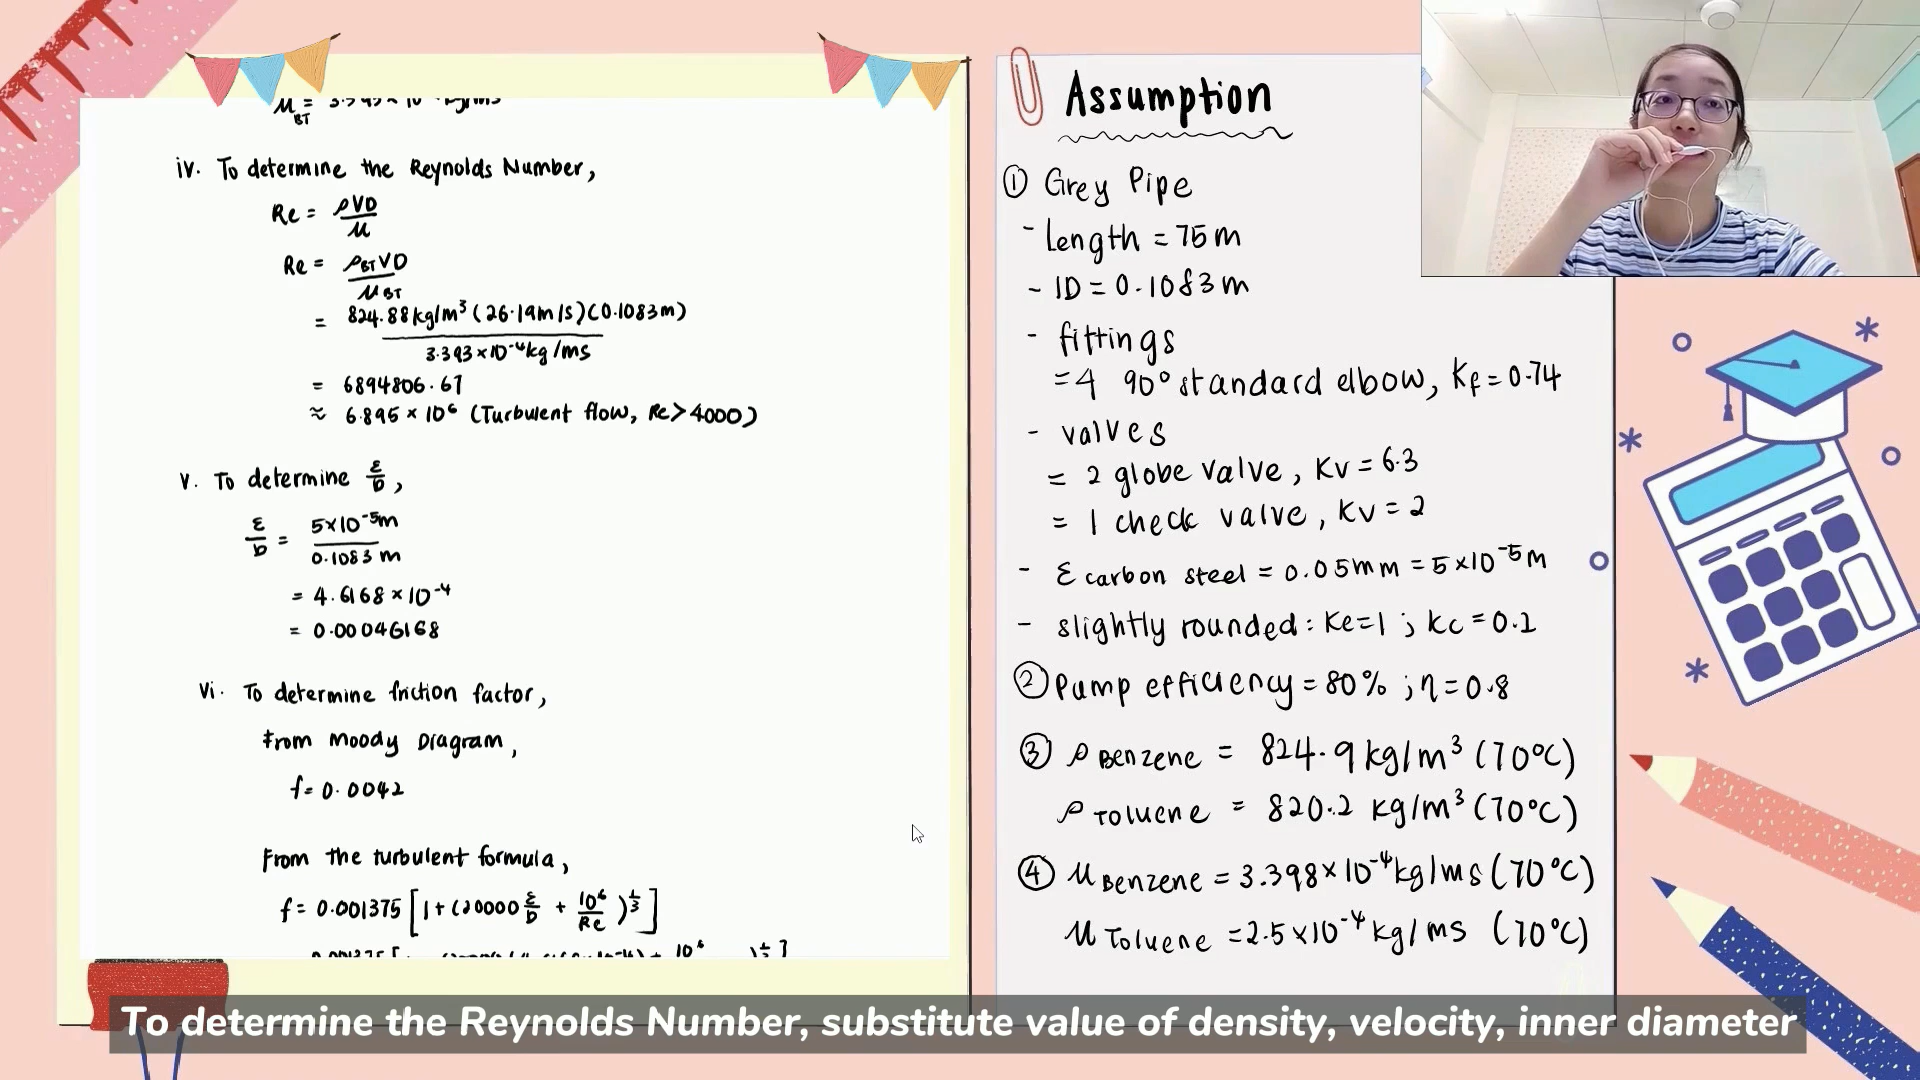 iv. To determine the Reynolds Number,
Re = ρVD / μ
Re = ρBT VD / μBT
= 824.88 kg/m³ (26.19 m/s)(0.1083 m) / 3.393 × 10⁻⁴ kg/ms
= 6894806.67
≈ 6.895 × 10⁶ (Turbulent flow, Re > 4000)
v. To determine ε/D,
ε/D = 5×10⁻⁵m / 0.1083 m
= 4.6168 × 10⁻⁴
= 0.00046168
vi. To determine friction factor,
From Moody Diagram,
f = 0.0042
From the turbulent formula,
f = 0.001375 [1 + (20000 ε/D + 10⁶/Re)^1/3]
Assumption
① Grey Pipe
- Length = 75 m
- ID = 0.1083 m
- fittings
= 4 90° standard elbow, Kf = 0.74
- valves
= 2 globe valve, Kv = 6.3
= 1 check valve, Kv = 2
- ε carbon steel = 0.05mm = 5×10⁻⁵ m
- slightly rounded: Ke = 1 ; Kc = 0.2
② Pump efficiency = 80% ; η = 0.8
③ ρ Benzene = 824.9 kg/m³ (70°C)
ρ Toluene = 820.2 kg/m³ (70°C)
④ μ Benzene = 3.398×10⁻⁴ kg/ms (70°C)
μ Toluene = 2.5×10⁻⁴ kg/ms (70°C)
To determine the Reynolds Number, substitute value of density, velocity, inner diameter